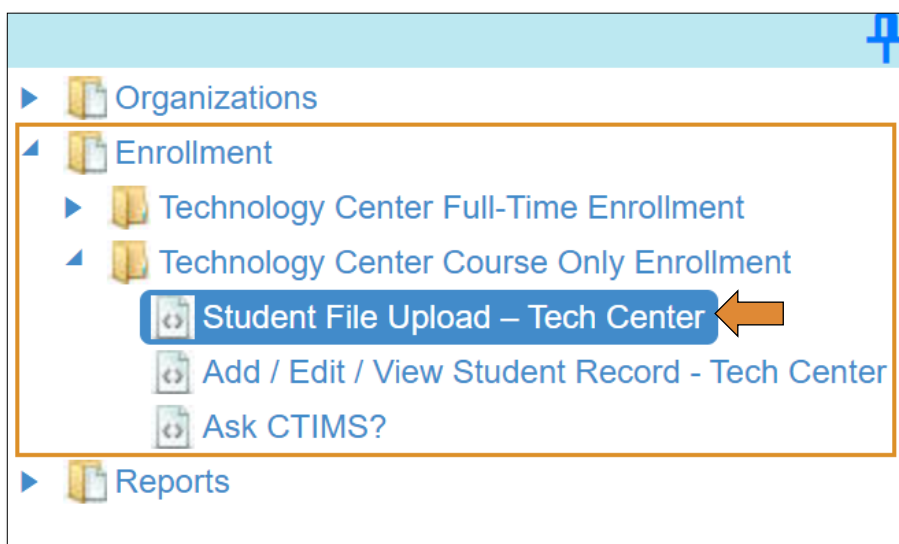 Organizations
Enrollment
Technology Center Full-Time Enrollment
Technology Center Course Only Enrollment
Student File Upload – Tech Center
Add / Edit / View Student Record - Tech Center
Ask CTIMS?
Reports